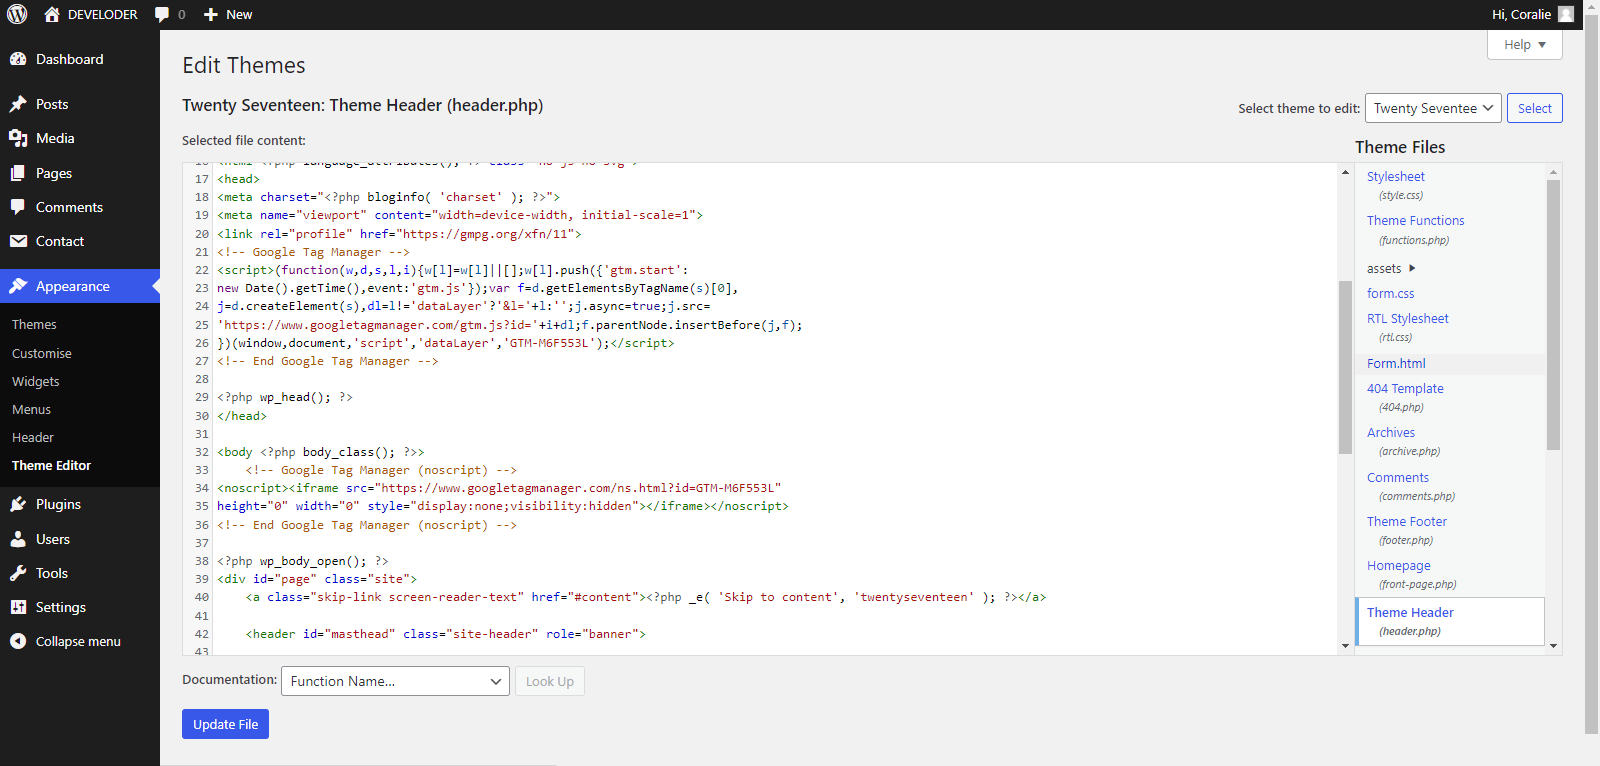 DEVELODER 0 New Hi, Coralie
Help
Dashboard
Posts
Media
Pages
Comments
Contact
Appearance
Themes
Customise
Widgets
Menus
Header
Theme Editor
Plugins
Users
Tools
Settings
Collapse menu
Edit Themes
Twenty Seventeen: Theme Header (header.php)
Select theme to edit: Twenty Seventee Select
Selected file content:
17 <head>
18 <meta charset="<?php bloginfo( 'charset' ); ?>">
19 <meta name="viewport" content="width=device-width, initial-scale=1">
20 <link rel="profile" href="https://gmpg.org/xfn/11">
21 <!-- Google Tag Manager -->
22 <script>(function(w,d,s,l,i){w[l]=w[l]||[];w[l].push({'gtm.start':
23 new Date().getTime(),event:'gtm.js'});var f=d.getElementsByTagName(s)[0],
24 j=d.createElement(s),dl=l!='dataLayer'?'&l='+l:'';j.async=true;j.src=
25 'https://www.googletagmanager.com/gtm.js?id='+i+dl;f.parentNode.insertBefore(j,f);
26 })(window,document,'script','dataLayer','GTM-M6F553L');</script>
27 <!-- End Google Tag Manager -->
28
29 <?php wp_head(); ?>
30 </head>
31
32 <body <?php body_class(); ?>>
33 <!-- Google Tag Manager (noscript) -->
34 <noscript><iframe src="https://www.googletagmanager.com/ns.html?id=GTM-M6F553L"
35 height="0" width="0" style="display:none;visibility:hidden"></iframe></noscript>
36 <!-- End Google Tag Manager (noscript) -->
37
38 <?php wp_body_open(); ?>
39 <div id="page" class="site">
40 <a class="skip-link screen-reader-text" href="#content"><?php _e( 'Skip to content', 'twentyseventeen' ); ?></a>
41
42 <header id="masthead" class="site-header" role="banner">
43
Theme Files
Stylesheet
(style.css)
Theme Functions
(functions.php)
assets
form.css
RTL Stylesheet
(rtl.css)
Form.html
404 Template
(404.php)
Archives
(archive.php)
Comments
(comments.php)
Theme Footer
(footer.php)
Homepage
(front-page.php)
Theme Header
(header.php)
Documentation: Function Name... Look Up
Update File